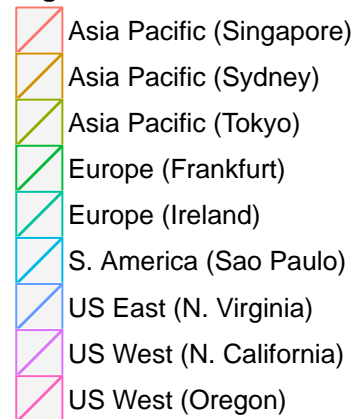 Asia Pacific (Singapore)
Asia Pacific (Sydney)
Asia Pacific (Tokyo)
Europe (Frankfurt)
Europe (Ireland)
S. America (Sao Paulo)
US East (N. Virginia)
US West (N. California)
US West (Oregon)